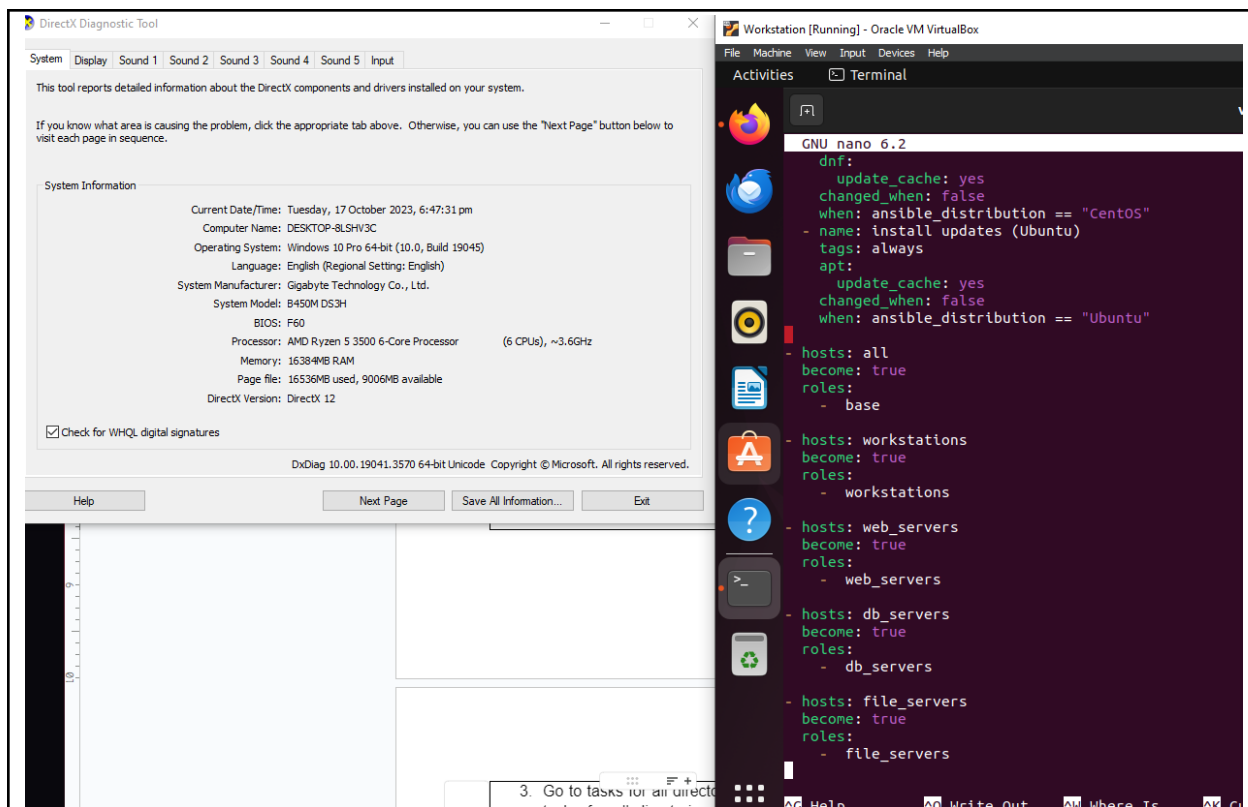 DirectX Diagnostic Tool
System Display Sound 1 Sound 2 Sound 3 Sound 4 Sound 5 Input
This tool reports detailed information about the DirectX components and drivers installed on your system.
If you know what area is causing the problem, click the appropriate tab above. Otherwise, you can use the "Next Page" button below to
visit each page in sequence.
System Information
Current Date/Time: Tuesday, 17 October 2023, 6:47:31 pm
Computer Name: DESKTOP-8LSHV3C
Operating System: Windows 10 Pro 64-bit (10.0, Build 19045)
Language: English (Regional Setting: English)
System Manufacturer: Gigabyte Technology Co., Ltd.
System Model: B450M DS3H
BIOS: F60
Processor: AMD Ryzen 5 3500 6-Core Processor (6 CPUs), ~3.6GHz
Memory: 16384MB RAM
Page file: 16536MB used, 9006MB available
DirectX Version: DirectX 12
Check for WHQL digital signatures
DxDiag 10.00.19041.3570 64-bit Unicode Copyright © Microsoft. All rights reserved.
Help Next Page Save All Information... Exit
3. Go to tasks for all
Workstation [Running] - Oracle VM VirtualBox
File Machine View Input Devices Help
Activities Terminal
GNU nano 6.2
dnf:
update_cache: yes
changed_when: false
when: ansible_distribution == "CentOS"
- name: install updates (Ubuntu)
tags: always
apt:
update_cache: yes
changed_when: false
when: ansible_distribution == "Ubuntu"
- hosts: all
become: true
roles:
- base
- hosts: workstations
become: true
roles:
- workstations
- hosts: web_servers
become: true
roles:
- web_servers
- hosts: db_servers
become: true
roles:
- db_servers
- hosts: file_servers
become: true
roles:
- file_servers
^G Help ^O Write Out ^W Where Is ^K